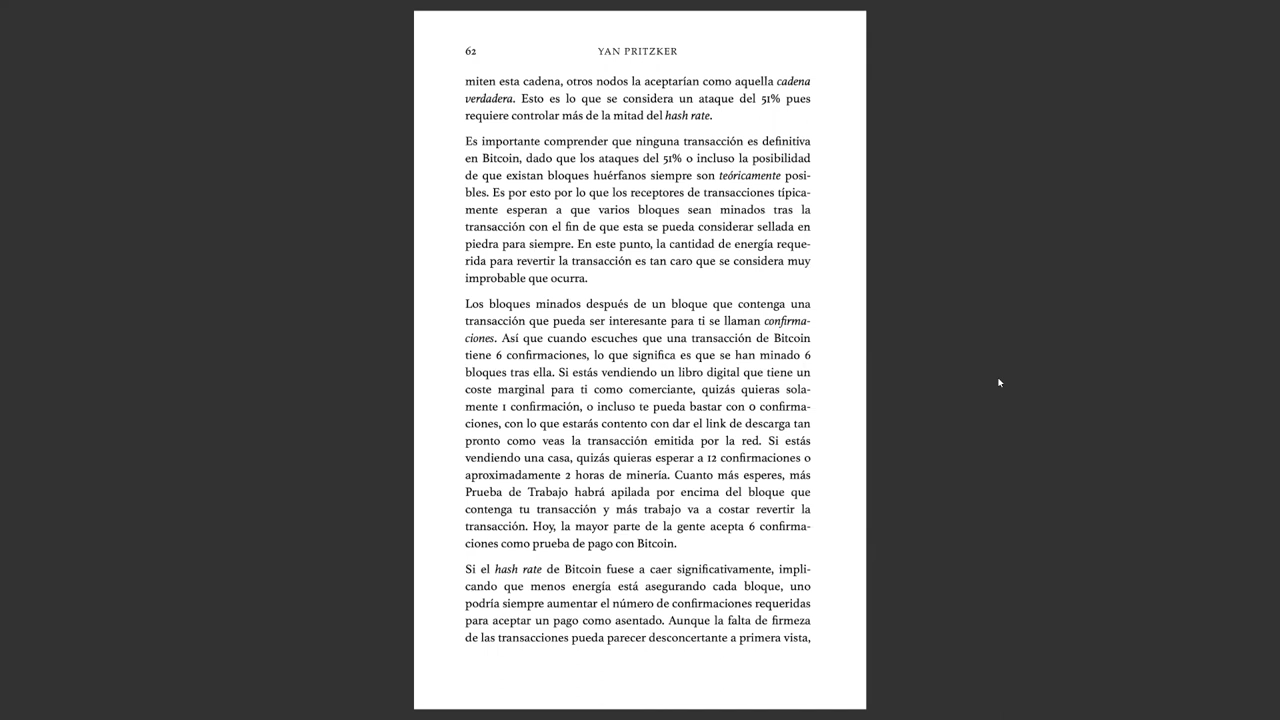 62
YAN PRITZKER
miten esta cadena, otros nodos la aceptarían como aquella cadena
verdadera. Esto es lo que se considera un ataque del 51% pues
requiere controlar más de la mitad del hash rate.
Es importante comprender que ninguna transacción es definitiva
en Bitcoin, dado que los ataques del 51% o incluso la posibilidad
de que existan bloques huérfanos siempre son teóricamente posi-
bles. Es por esto por lo que los receptores de transacciones típica-
mente esperan a que varios bloques sean minados tras la
transacción con el fin de que esta se pueda considerar sellada en
piedra para siempre. En este punto, la cantidad de energía reque-
rida para revertir la transacción es tan caro que se considera muy
improbable que ocurra.
Los bloques minados después de un bloque que contenga una
transacción que pueda ser interesante para ti se llaman confirma-
ciones. Así que cuando escuches que una transacción de Bitcoin
tiene 6 confirmaciones, lo que significa es que se han minado 6
bloques tras ella. Si estás vendiendo un libro digital que tiene un
coste marginal para ti como comerciante, quizás quieras sola-
mente 1 confirmación, o incluso te pueda bastar con 0 confirma-
ciones, con lo que estarás contento con dar el link de descarga tan
pronto como veas la transacción emitida por la red. Si estás
vendiendo una casa, quizás quieras esperar a 12 confirmaciones o
aproximadamente 2 horas de minería. Cuanto más esperes, más
Prueba de Trabajo habrá apilada por encima del bloque que
contenga tu transacción y más trabajo va a costar revertir la
transacción. Hoy, la mayor parte de la gente acepta 6 confirma-
ciones como prueba de pago con Bitcoin.
Si el hash rate de Bitcoin fuese a caer significativamente, impli-
cando que menos energía está asegurando cada bloque, uno
podría siempre aumentar el número de confirmaciones requeridas
para aceptar un pago como asentado. Aunque la falta de firmeza
de las transacciones pueda parecer desconcertante a primera vista,